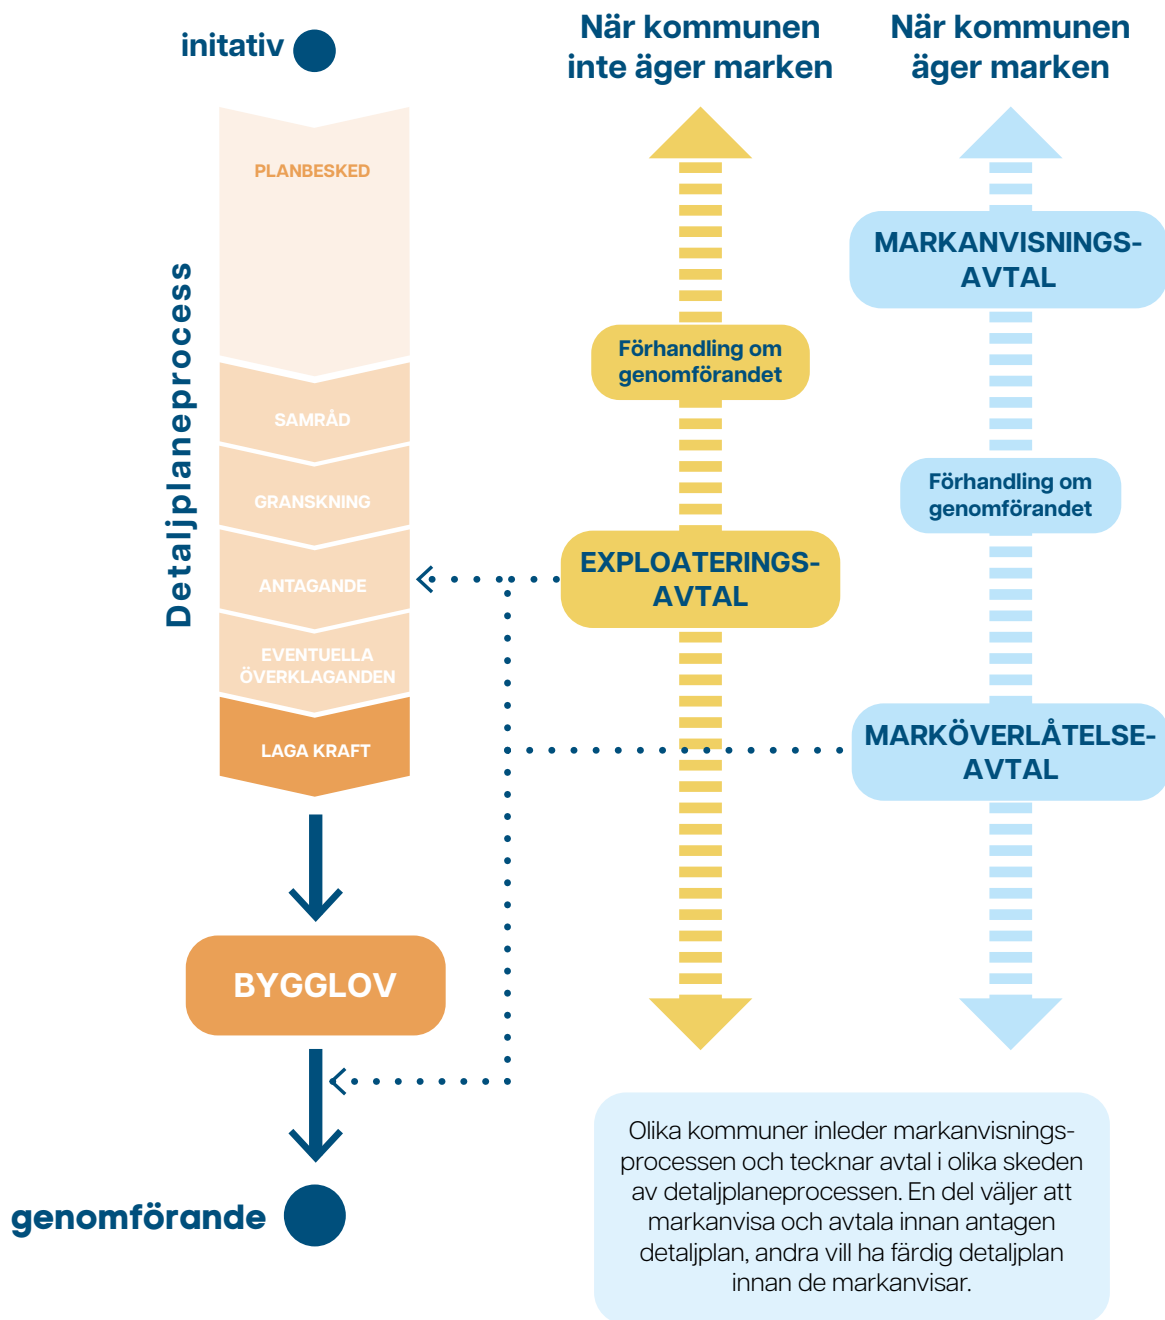 initativ
Detaljplaneprocess
PLANBESKED
SAMRÅD
GRANSKNING
ANTAGANDE
EVENTUELLA
ÖVERKLAGANDEN
LAGA KRAFT
BYGGLOV
genomförande
När kommunen
inte äger marken
Förhandling om
genomförandet
EXPLOATERINGS-
AVTAL
När kommunen
äger marken
MARKANVISNINGS-
AVTAL
Förhandling om
genomförandet
MARKÖVERLÅTELSE-
AVTAL
Olika kommuner inleder markanvisnings-
processen och tecknar avtal i olika skeden
av detaljplaneprocessen. En del väljer att
markanvisa och avtala innan antagen
detaljplan, andra vill ha färdig detaljplan
innan de markanvisar.